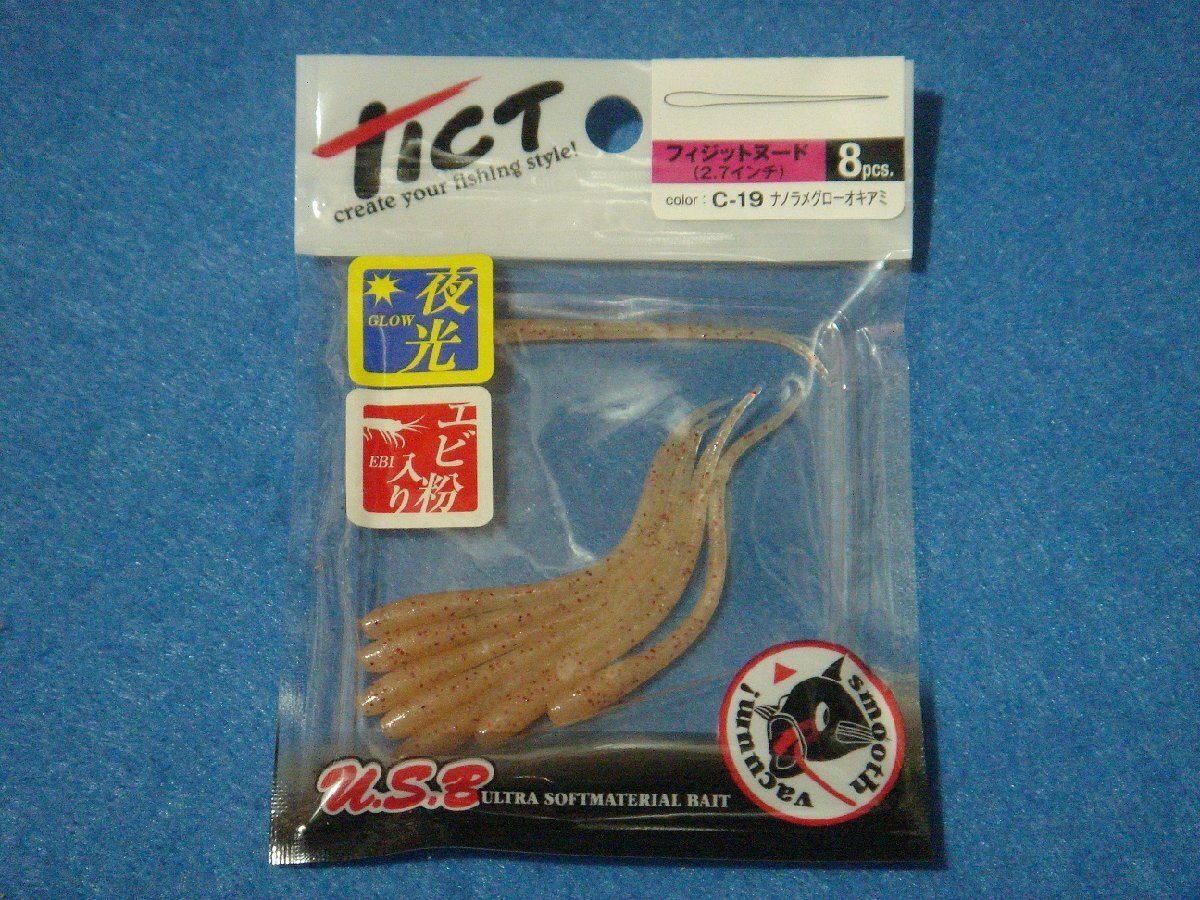 TICT
create your fishing style!
フィジットヌード
(2.7インチ)
8pcs.
color : C-19 ナノラメグローオキアミ
夜光
GLOW
エビ粉
入り
EBI
smooth
vacuum!
U.S.B ULTRA SOFTMATERIAL BAIT